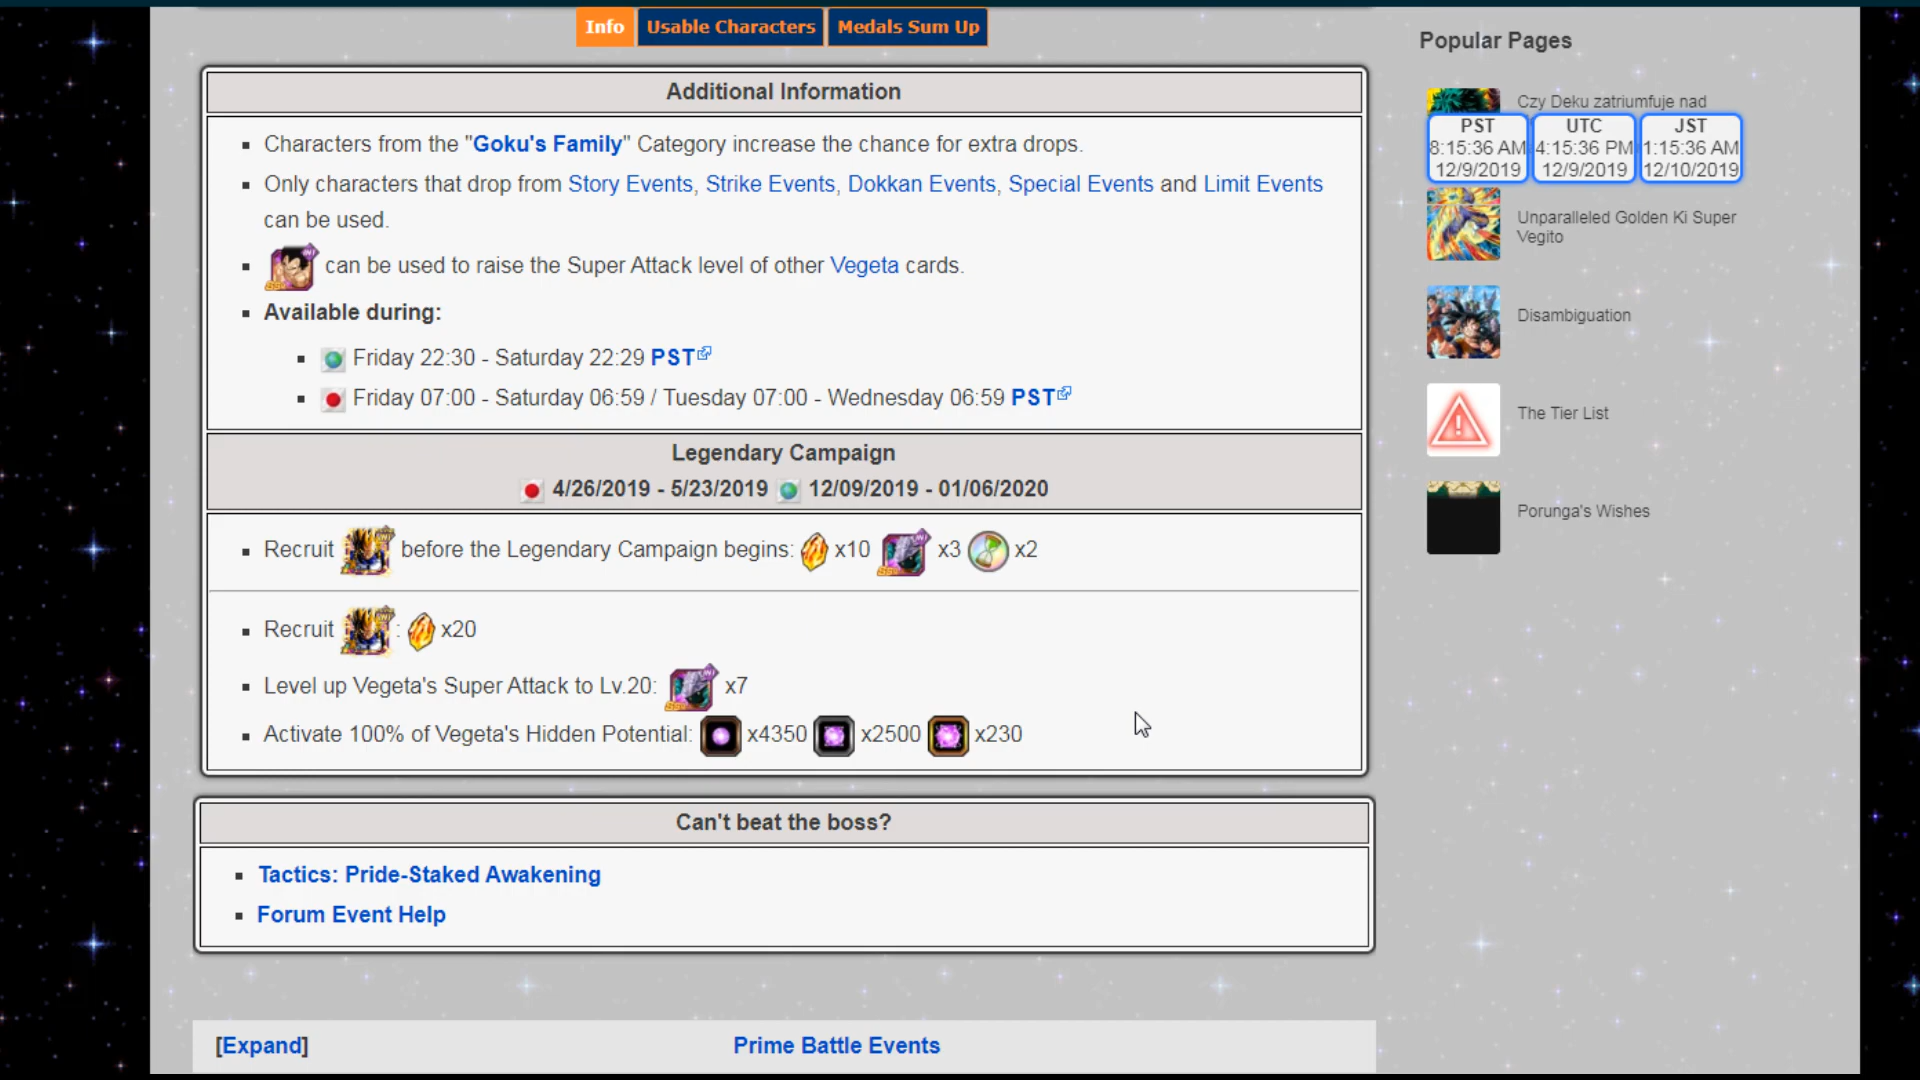 Info Usable Characters Medals Sum Up
Additional Information
Characters from the "Goku's Family" Category increase the chance for extra drops.
Only characters that drop from Story Events, Strike Events, Dokkan Events, Special Events and Limit Events
can be used.
can be used to raise the Super Attack level of other Vegeta cards.
Available during:
Friday 22:30 - Saturday 22:29 PST
Friday 07:00 - Saturday 06:59 / Tuesday 07:00 - Wednesday 06:59 PST
Legendary Campaign
4/26/2019 - 5/23/2019 12/09/2019 - 01/06/2020
Recruit before the Legendary Campaign begins: x10 x3 x2
Recruit : x20
Level up Vegeta's Super Attack to Lv.20: x7
Activate 100% of Vegeta's Hidden Potential: x4350 x2500 x230
Can't beat the boss?
Tactics: Pride-Staked Awakening
Forum Event Help
[Expand] Prime Battle Events
Popular Pages
Czy Deku zatriumfuje nad
PST UTC JST
8:15:36 AM 4:15:36 PM 1:15:36 AM
12/9/2019 12/9/2019 12/10/2019
Unparalleled Golden Ki Super
Vegito
Disambiguation
The Tier List
Porunga's Wishes